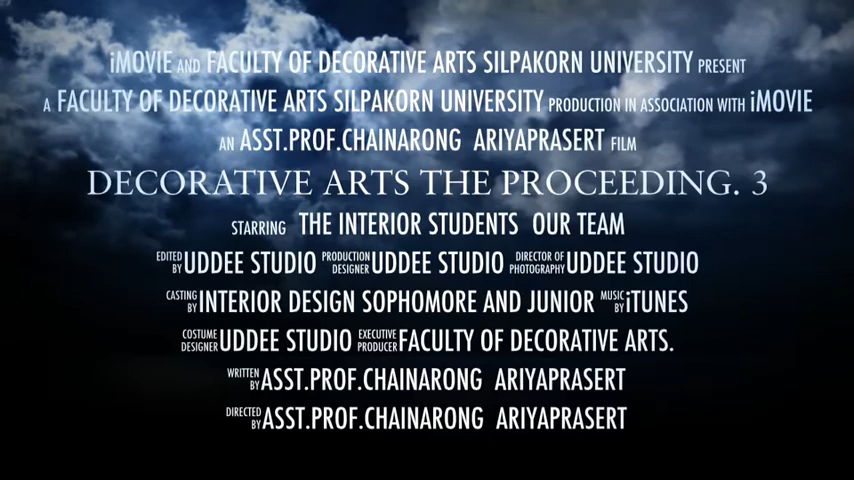 iMOVIE AND FACULTY OF DECORATIVE ARTS SILPAKORN UNIVERSITY PRESENT
A FACULTY OF DECORATIVE ARTS SILPAKORN UNIVERSITY PRODUCTION IN ASSOCIATION WITH iMOVIE
AN ASST.PROF.CHAINARONG ARIYAPRASERT FILM
DECORATIVE ARTS THE PROCEEDING. 3
STARRING THE INTERIOR STUDENTS OUR TEAM
EDITED BY UDDEE STUDIO PRODUCTION DESIGNER UDDEE STUDIO DIRECTOR OF PHOTOGRAPHY UDDEE STUDIO
CASTING BY INTERIOR DESIGN SOPHOMORE AND JUNIOR MUSIC BY iTUNES
COSTUME DESIGNER UDDEE STUDIO EXECUTIVE PRODUCER FACULTY OF DECORATIVE ARTS.
WRITTEN BY ASST.PROF.CHAINARONG ARIYAPRASERT
DIRECTED BY ASST.PROF.CHAINARONG ARIYAPRASERT